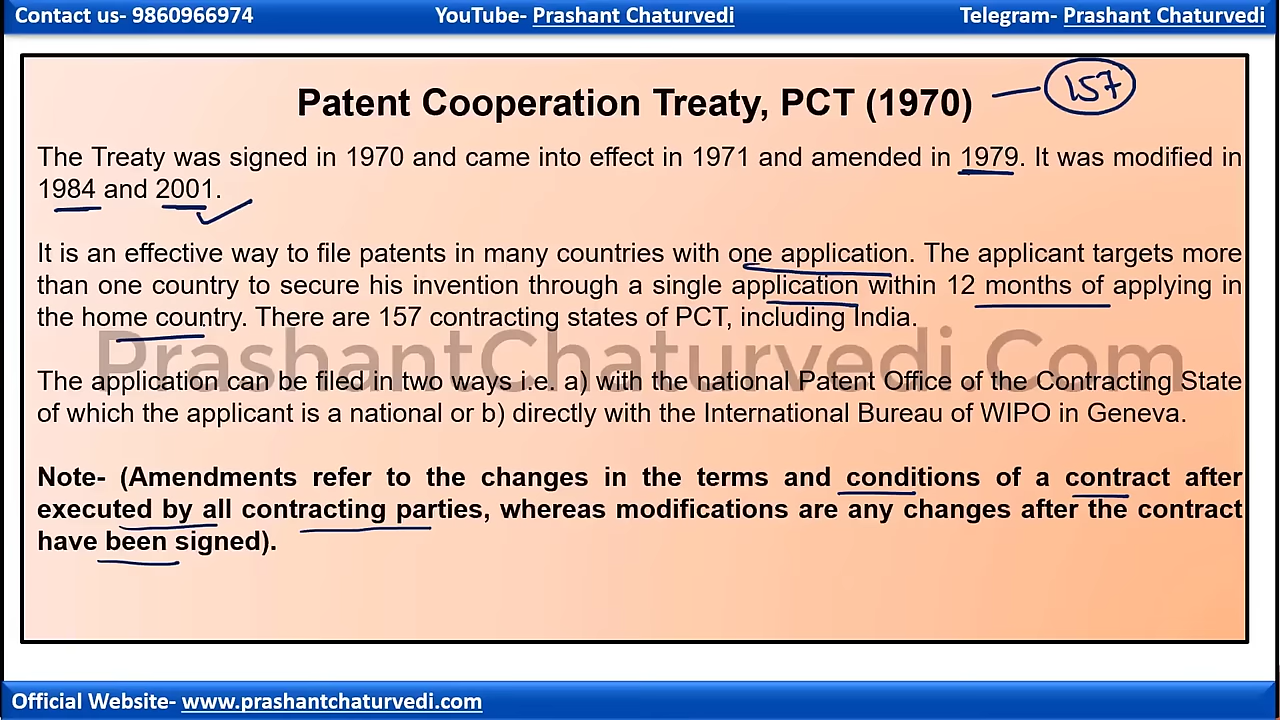 Contact us- 9860966974 YouTube- Prashant Chaturvedi Telegram- Prashant Chaturvedi
Patent Cooperation Treaty, PCT (1970) 157
The Treaty was signed in 1970 and came into effect in 1971 and amended in 1979. It was modified in
1984 and 2001.
It is an effective way to file patents in many countries with one application. The applicant targets more
than one country to secure his invention through a single application within 12 months of applying in
the home country. There are 157 contracting states of PCT, including India.
PrashantChaturvedi.Com
The application can be filed in two ways i.e. a) with the national Patent Office of the Contracting State
of which the applicant is a national or b) directly with the International Bureau of WIPO in Geneva.
Note- (Amendments refer to the changes in the terms and conditions of a contract after
executed by all contracting parties, whereas modifications are any changes after the contract
have been signed).
Official Website- www.prashantchaturvedi.com